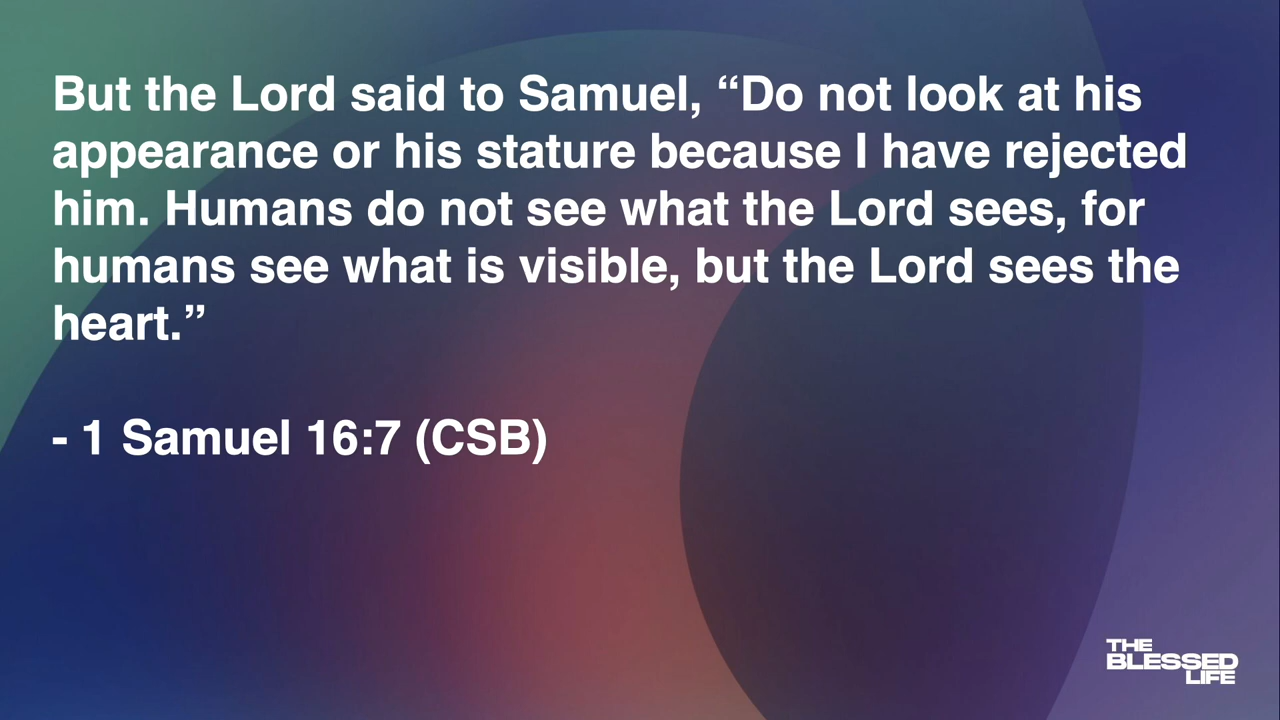 But the Lord said to Samuel, “Do not look at his
appearance or his stature because I have rejected
him. Humans do not see what the Lord sees, for
humans see what is visible, but the Lord sees the
heart.”
- 1 Samuel 16:7 (CSB)
THE
BLESSED
LIFE